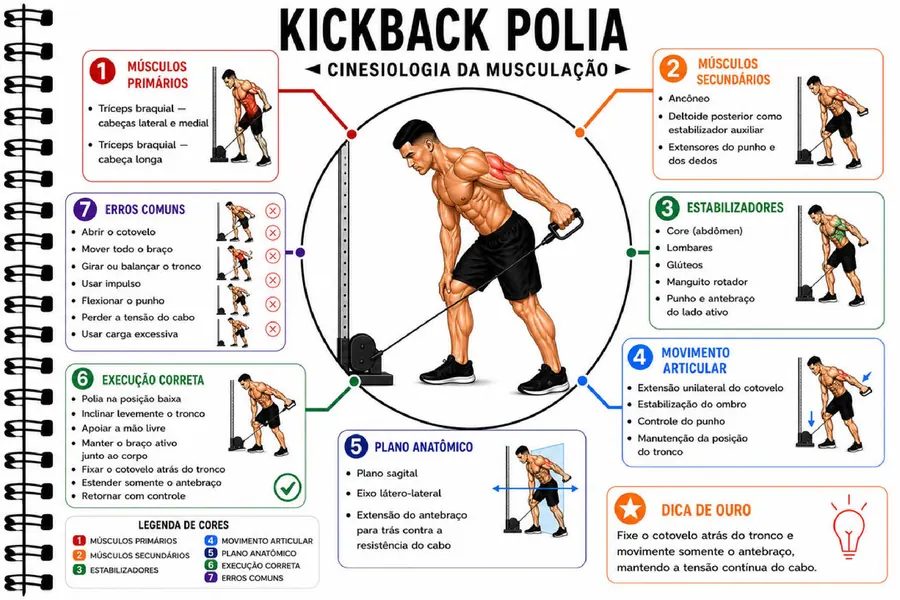 KICKBACK POLIA
CINESIOLOGIA DA MUSCULAÇÃO
1 MÚSCULOS
PRIMÁRIOS
• Tríceps braquial —
cabeças lateral e medial
• Tríceps braquial —
cabeça longa
2 MÚSCULOS
SECUNDÁRIOS
• Ancôneo
• Deltoide posterior como
estabilizador auxiliar
• Extensores do punho e
dos dedos
3 ESTABILIZADORES
• Core (abdômen)
• Lombares
• Glúteos
• Manguito rotador
• Punho e antebraço
do lado ativo
4 MOVIMENTO
ARTICULAR
• Extensão unilateral do cotovelo
• Estabilização do ombro
• Controle do punho
• Manutenção da posição
do tronco
5 PLANO ANATÔMICO
• Plano sagital
• Eixo látero-lateral
• Extensão do antebraço
para trás contra a
resistência do cabo
6 EXECUÇÃO CORRETA
• Polia na posição baixa
• Inclinar levemente o tronco
• Apoiar a mão livre
• Manter o braço ativo
junto ao corpo
• Fixar o cotovelo atrás do tronco
• Estender somente o antebraço
• Retornar com controle
7 ERROS COMUNS
• Abrir o cotovelo
• Mover todo o braço
• Girar ou balançar o tronco
• Usar impulso
• Flexionar o punho
• Perder a tensão do cabo
• Usar carga excessiva
LEGENDA DE CORES
1 MÚSCULOS PRIMÁRIOS
2 MÚSCULOS SECUNDÁRIOS
3 ESTABILIZADORES
4 MOVIMENTO ARTICULAR
5 PLANO ANATÔMICO
6 EXECUÇÃO CORRETA
7 ERROS COMUNS
DICA DE OURO
Fixe o cotovelo atrás do tronco e
movimente somente o antebraço,
mantendo a tensão contínua do cabo.